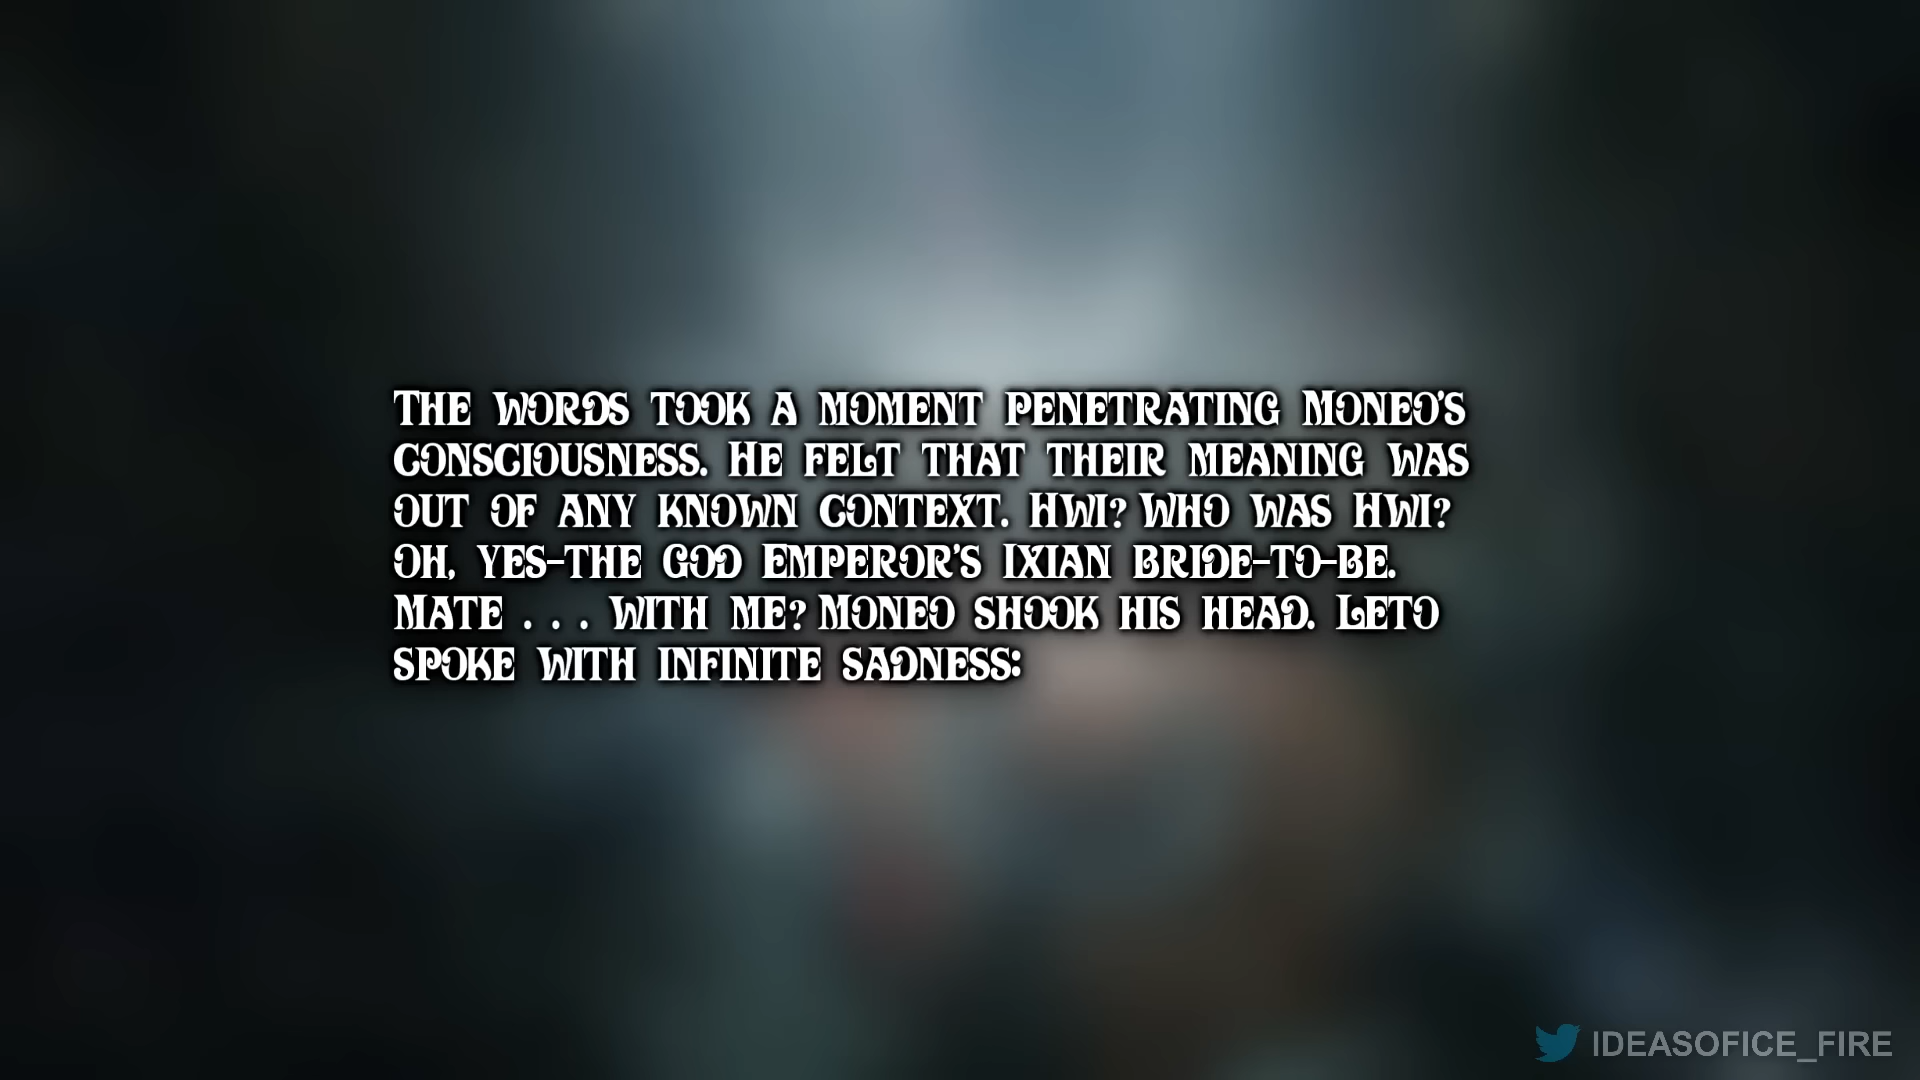 The words took a moment penetrating Moneo's
consciousness. He felt that their meaning was
out of any known context. Hwi? Who was Hwi?
Oh, yes-the God Emperor's Ixian bride-to-be.
Mate . . . with me? Moneo shook his head. Leto
spoke with infinite sadness:
IDEASOFICE_FIRE